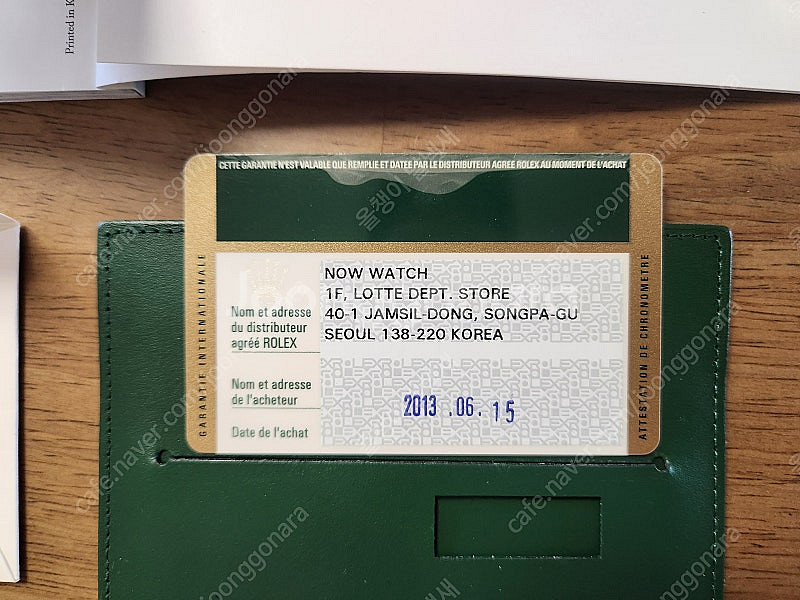 Printed in K
CETTE GARANTIE N'EST VALABLE QUE REMPLIE ET DATEE PAR LE DISTRIBUTEUR AGREE ROLEX AU MOMENT DE L'ACHAT
GARANTIE INTERNATIONALE
NOW WATCH
1F, LOTTE DEPT. STORE
40-1 JAMSIL-DONG, SONGPA-GU
SEOUL 138-220 KOREA
Nom et adresse
du distributeur
agréé ROLEX
Nom et adresse
de l'acheteur
2013 .06. 15
Date de l'achat
ATTESTATION DE CHRONOMETRE
cafe.naver.com/joonggonara